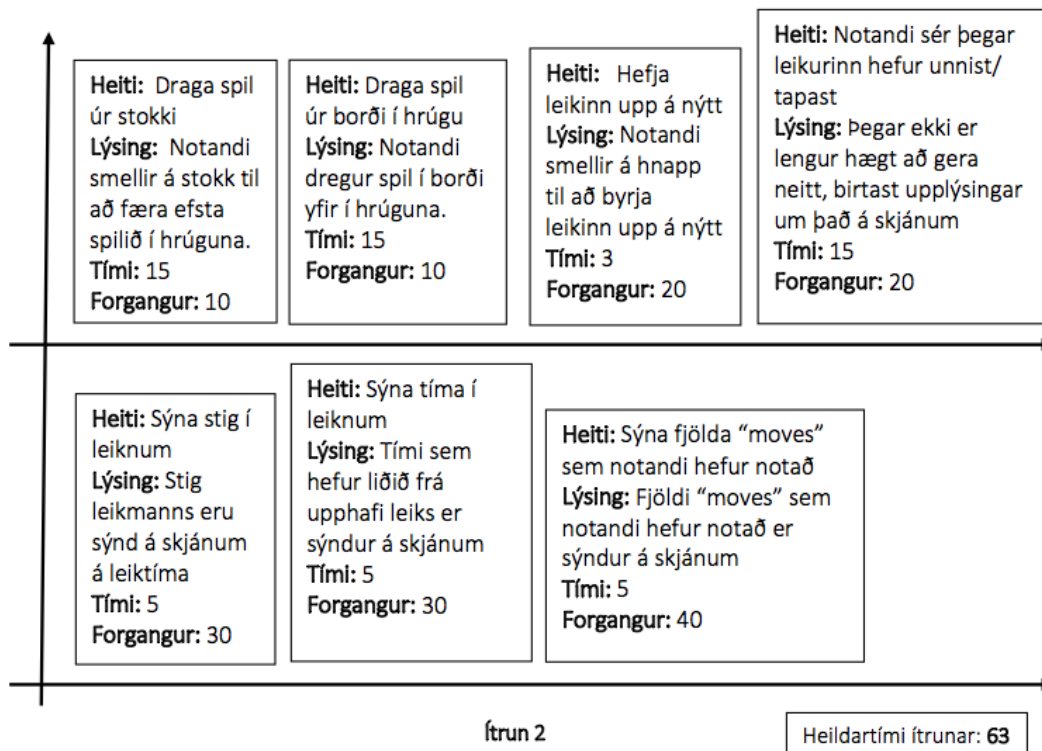 Heiti: Draga spil
úr stokki
Lýsing: Notandi
smellir á stokk til
að færa efsta
spilið í hrúguna.
Tími: 15
Forgangur: 10
Heiti: Draga spil
úr borði í hrúgu
Lýsing: Notandi
dregur spil í borði
yfir í hrúguna.
Tími: 15
Forgangur: 10
Heiti: Hefja
leikinn upp á nýtt
Lýsing: Notandi
smellir á hnapp
til að byrja
leikinn upp á nýtt
Tími: 3
Forgangur: 20
Heiti: Notandi sér þegar
leikurinn hefur unnist/
tapast
Lýsing: Þegar ekki er
lengur hægt að gera
neitt, birtast upplýsingar
um það á skjánum
Tími: 15
Forgangur: 20
Heiti: Sýna stig í
leiknum
Lýsing: Stig
leikmanns eru
sýnd á skjánum
á leiktíma
Tími: 5
Forgangur: 30
Heiti: Sýna tíma í
leiknum
Lýsing: Tími sem
hefur liðið frá
upphafi leiks er
sýndur á skjánum
Tími: 5
Forgangur: 30
Heiti: Sýna fjölda “moves”
sem notandi hefur notað
Lýsing: Fjöldi “moves” sem
notandi hefur notað er
sýndur á skjánum
Tími: 5
Forgangur: 40
Ítrun 2
Heildartími ítrunar: 63